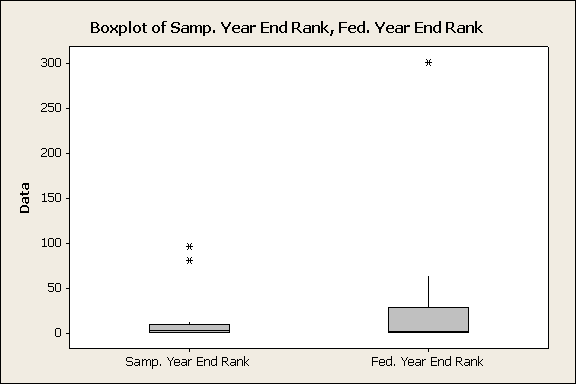 Boxplot of Samp. Year End Rank, Fed. Year End Rank
300
250
200
150
100
50
0
Data
Samp. Year End Rank
Fed. Year End Rank